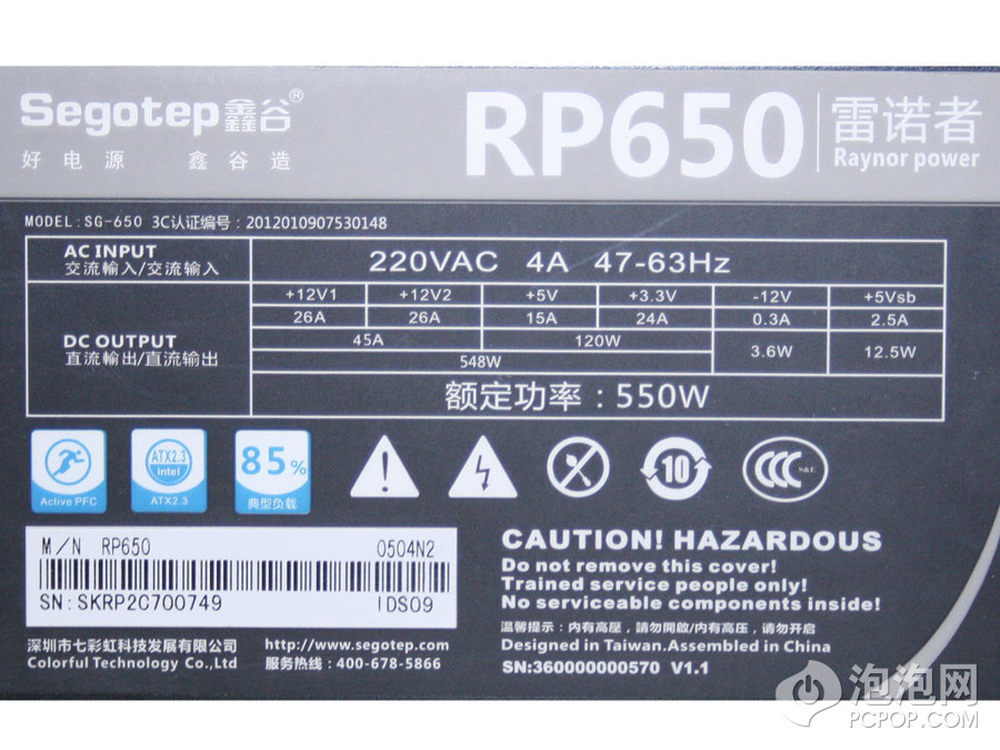 Segotep鑫谷®
好电源 鑫谷造
RP650
雷诺者
Raynor power
MODEL: SG-650 3C认证编号：2012010907530148
AC INPUT
交流輸入/交流输入
220VAC 4A 47-63Hz
DC OUTPUT
直流輸出/直流输出
+12V1 +12V2 +5V +3.3V -12V +5Vsb
26A 26A 15A 24A 0.3A 2.5A
45A 120W 3.6W 12.5W
548W
额定功率：550W
Active PFC
ATX2.3
intel
ATX2.3
85%
典型负载
10
CCC S&E
M/N RP650 0504N2
SN: SKRP2C700749 IDS09
深圳市七彩虹科技发展有限公司
Colorful Technology Co.,Ltd
http://www.segotep.com
服务热线：400-678-5866
CAUTION! HAZARDOUS
Do not remove this cover!
Trained service people only!
No serviceable components inside!
溫馨提示：内有高壓，請勿開啟/内有高压，请勿开启
Designed in Taiwan.Assembled in China
SN:360000000570 V1.1
泡泡网
PCPOP.COM